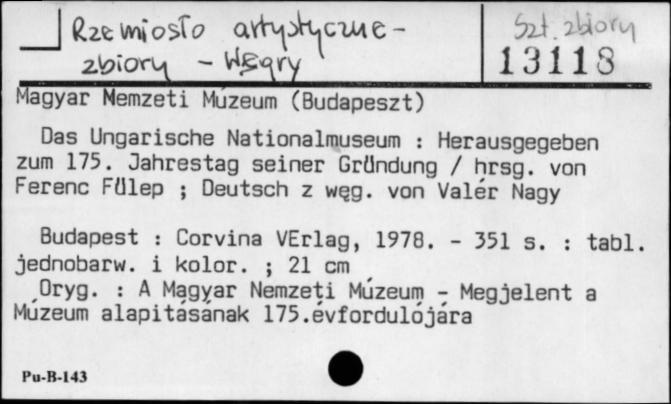 Rzemiosło artystyczne -
zbiory - Węgry
Szt. zbiory
13118
Magyar Nemzeti Múzeum (Budapeszt)
Das Ungarische Nationalmuseum : Herausgegeben
zum 175. Jahrestag seiner Gründung / hrsg. von
Ferenc Fülep ; Deutsch z węg. von Valér Nagy
Budapest : Corvina VErlag, 1978. - 351 s. : tabl.
jednobarw. i kolor. ; 21 cm
Oryg. : A Magyar Nemzeti Múzeum - Megjelent a
Múzeum alapitásának 175.évfordulójára
Pu-B-143